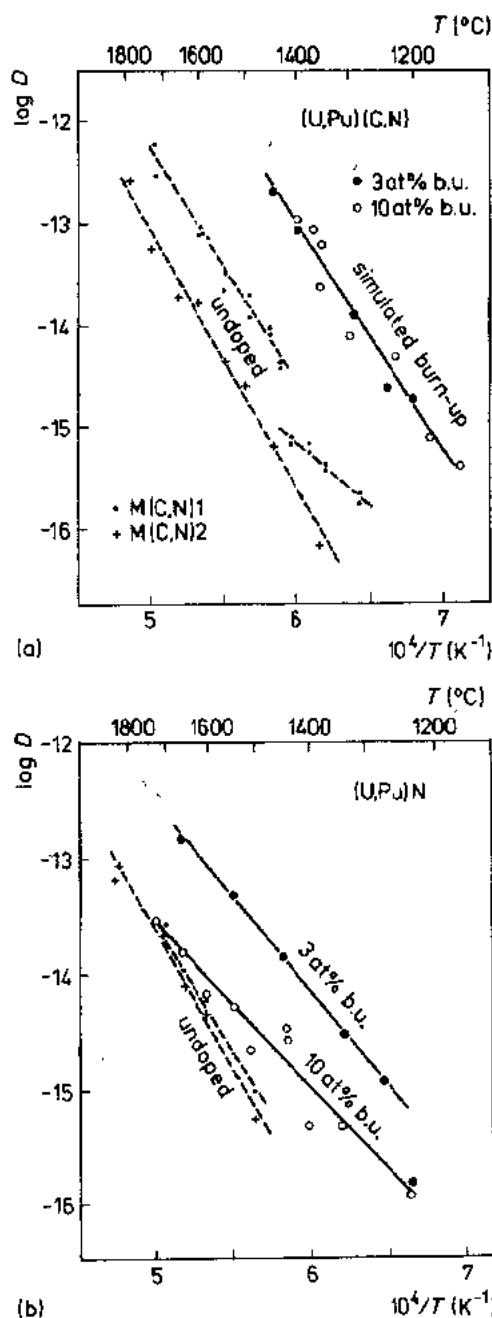 T (°C)
1800 1600 1400 1200
log D
(U,Pu)(C,N)
3 at% b.u.
10 at% b.u.
-12
-13
-14
-15
-16
simulated burn-up
undoped
M(C,N)1
M(C,N)2
5 6 7
(a)
10⁴/T (K⁻¹)
T (°C)
1800 1600 1400 1200
log D
(U,Pu)N
-12
-13
-14
-15
-16
3 at% b.u.
10 at% b.u.
undoped
5 6 7
(b)
10⁴/T (K⁻¹)